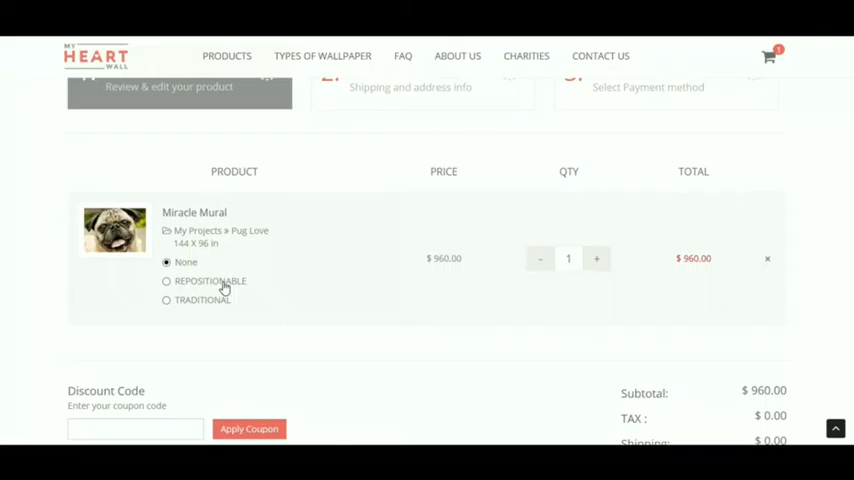 MY
HEART
WALL
PRODUCTS TYPES OF WALLPAPER FAQ ABOUT US CHARITIES CONTACT US
1
Review & edit your product
2.
Shipping and address info
3.
Select Payment method
PRODUCT PRICE QTY TOTAL
Miracle Mural
My Projects » Pug Love
144 X 96 in
None
REPOSITIONABLE
TRADITIONAL
$ 960.00 - 1 + $ 960.00 ×
Discount Code
Enter your coupon code
Apply Coupon
Subtotal: $ 960.00
TAX : $ 0.00
Shipping: $ 0.00